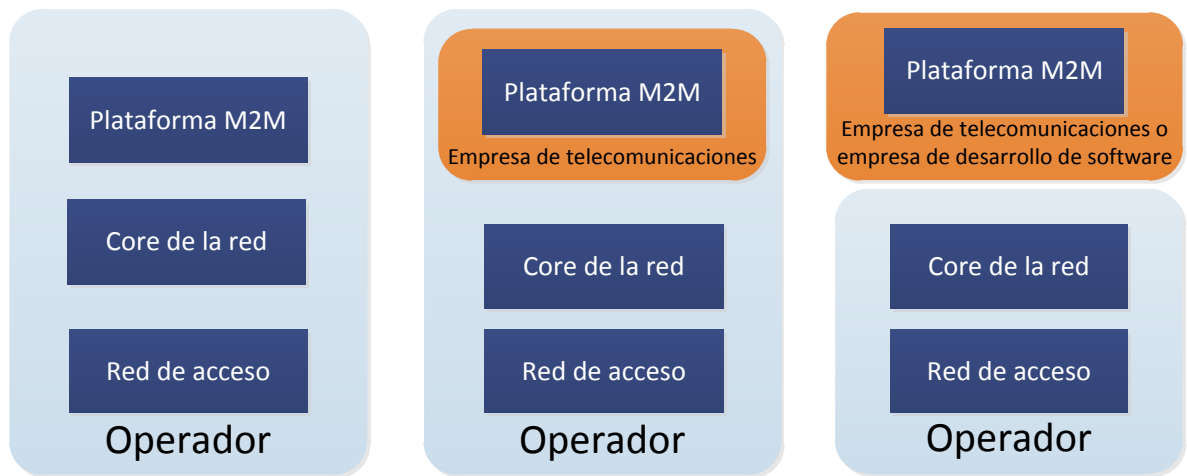 Plataforma M2M
Core de la red
Red de acceso
Operador
Plataforma M2M
Empresa de telecomunicaciones
Core de la red
Red de acceso
Operador
Plataforma M2M
Empresa de telecomunicaciones o
empresa de desarrollo de software
Core de la red
Red de acceso
Operador